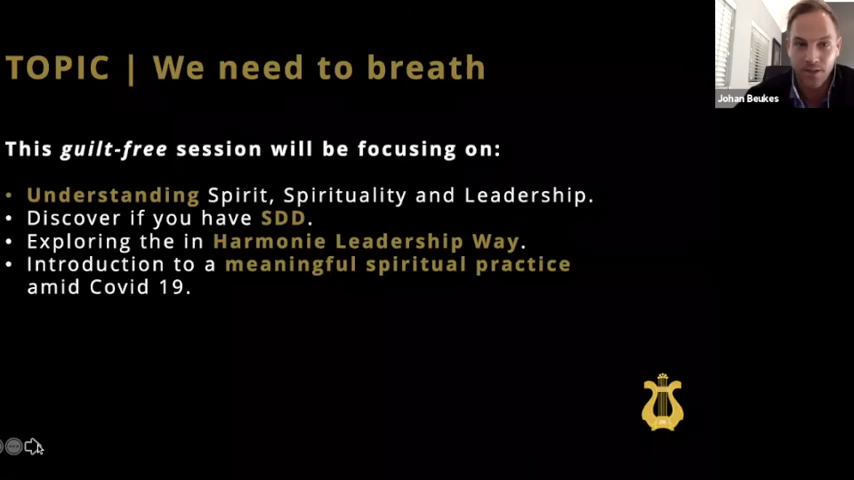 TOPIC | We need to breath
Johan Beukes
This guilt-free session will be focusing on:
• Understanding Spirit, Spirituality and Leadership.
• Discover if you have SDD.
• Exploring the in Harmonie Leadership Way.
• Introduction to a meaningful spiritual practice
amid Covid 19.